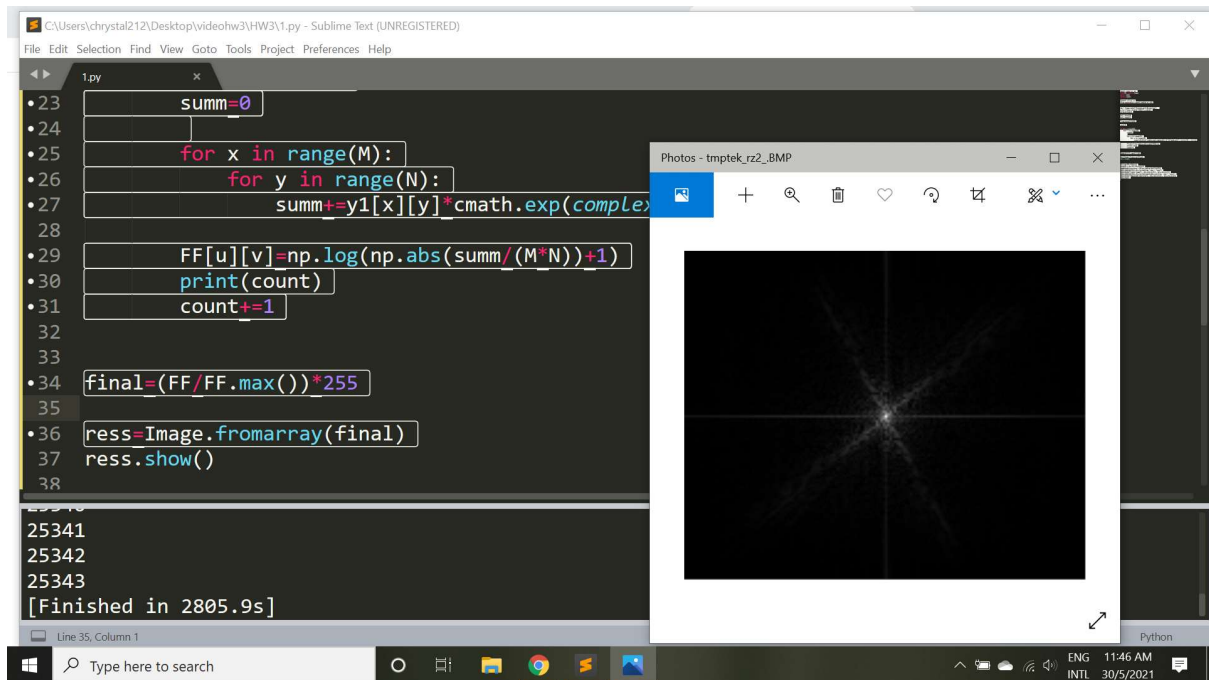 C:\Users\chrystal212\Desktop\videohw3\HW3\1.py - Sublime Text (UNREGISTERED)
File Edit Selection Find View Goto Tools Project Preferences Help
1.py
23 summ=0
24
25 for x in range(M):
26 for y in range(N):
27 summ+=y1[x][y]*cmath.exp(comple
28
29 FF[u][v]=np.log(np.abs(summ/(M*N))+1)
30 print(count)
31 count+=1
32
33
34 final=(FF/FF.max())*255
35
36 ress=Image.fromarray(final)
37 ress.show()
38
Photos - tmptek_rz2_.BMP
25341
25342
25343
[Finished in 2805.9s]
Line 35, Column 1
Python
Type here to search
ENG 11:46 AM
INTL 30/5/2021